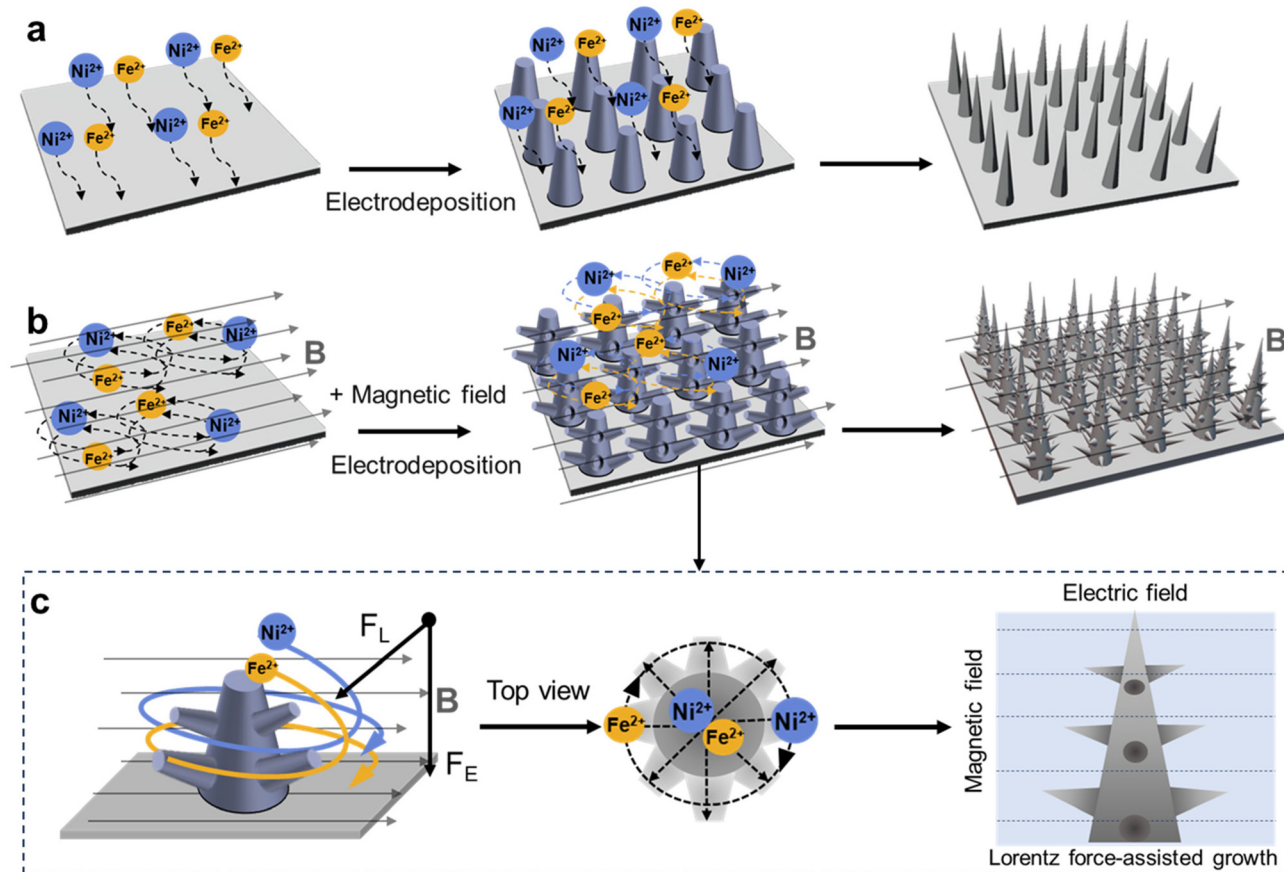 a
Ni2+ Fe2+ Ni2+ Fe2+
Ni2+ Fe2+ Ni2+ Fe2+
Electrodeposition
Ni2+ Fe2+ Ni2+ Fe2+
Ni2+ Fe2+ Ni2+ Fe2+
b
Ni2+ Fe2+ Ni2+
Fe2+
Ni2+ Fe2+ Ni2+
Fe2+
B
+ Magnetic field
Electrodeposition
Ni2+ Fe2+ Ni2+
Fe2+
Ni2+ Fe2+ Ni2+
Fe2+
B
B
c
Ni2+
Fe2+
FL
B
FE
Top view
Fe2+ Ni2+ Fe2+ Ni2+
Electric field
Magnetic field
Lorentz force-assisted growth